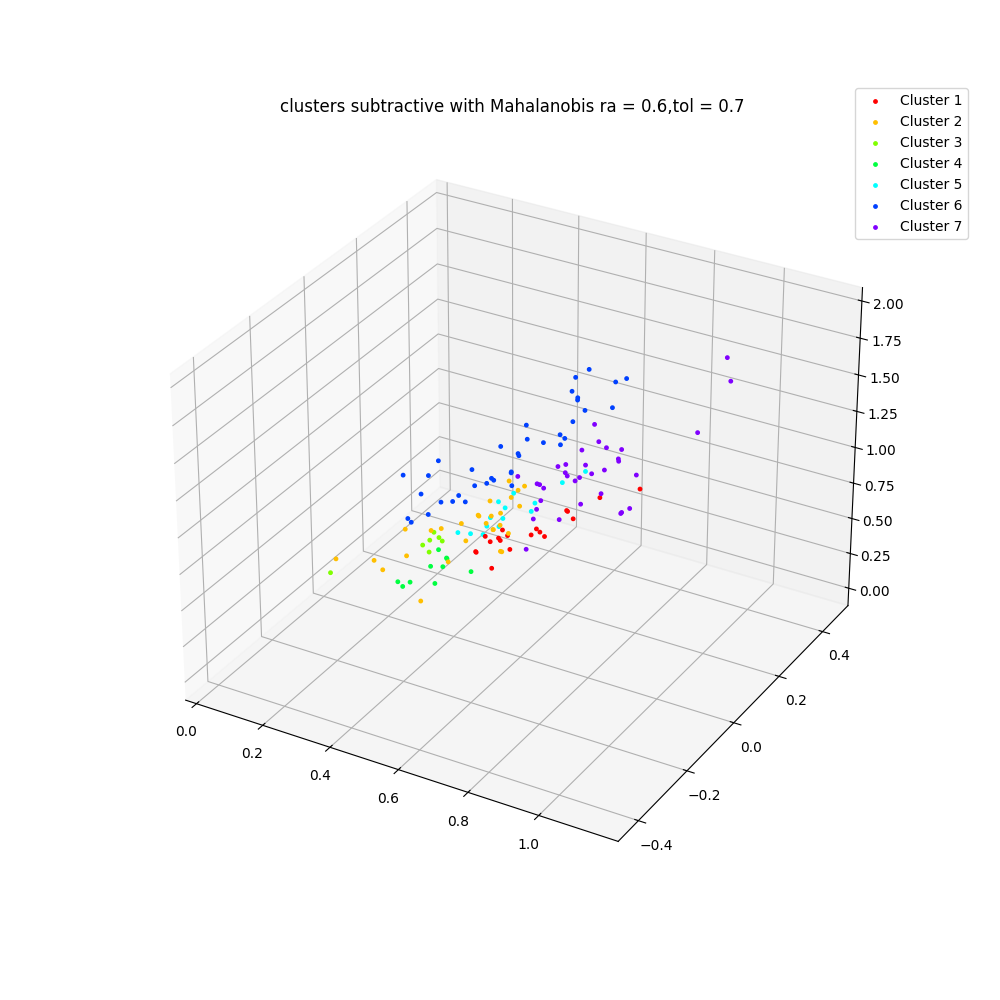 clusters subtractive with Mahalanobis ra = 0.6,tol = 0.7
Cluster 1
Cluster 2
Cluster 3
Cluster 4
Cluster 5
Cluster 6
Cluster 7
2.00
1.75
1.50
1.25
1.00
0.75
0.50
0.25
0.00
0.4
0.2
0.0
−0.2
−0.4
0.0
0.2
0.4
0.6
0.8
1.0